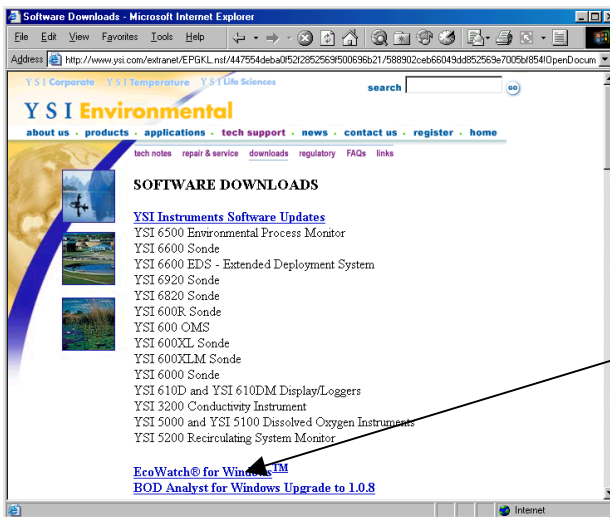 Software Downloads - Microsoft Internet Explorer
File Edit View Favorites Tools Help
Address http://www.ysi.com/extranet/EPGKL.nsf/447554deba0f52f2852569f500696b21/588902ceb66049dd852569e7005bf854!OpenDocum
YSI Corporate YSI Temperature YSI Life Sciences
search GO
YSI Environmental
about us · products · applications · tech support · news · contact us · register · home
tech notes repair & service downloads regulatory FAQs links
SOFTWARE DOWNLOADS
YSI Instruments Software Updates
YSI 6500 Environmental Process Monitor
YSI 6600 Sonde
YSI 6600 EDS - Extended Deployment System
YSI 6920 Sonde
YSI 6820 Sonde
YSI 600R Sonde
YSI 600 OMS
YSI 600XL Sonde
YSI 600XLM Sonde
YSI 6000 Sonde
YSI 610D and YSI 610DM Display/Loggers
YSI 3200 Conductivity Instrument
YSI 5000 and YSI 5100 Dissolved Oxygen Instruments
YSI 5200 Recirculating System Monitor
EcoWatch® for Windows™
BOD Analyst for Windows Upgrade to 1.0.8
Internet